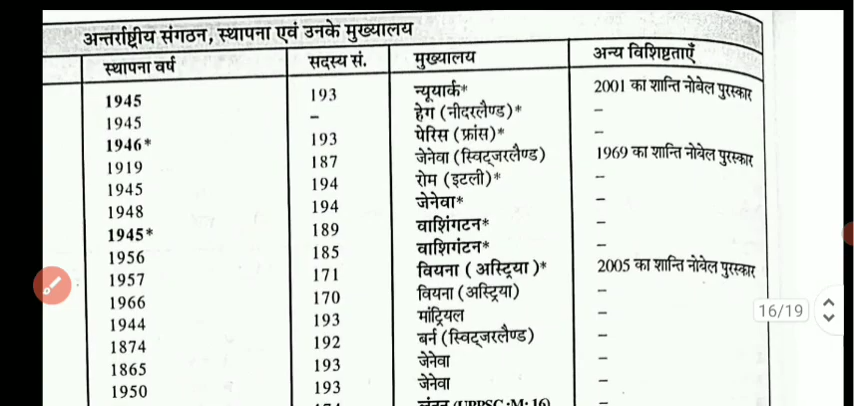 अन्तर्राष्ट्रीय संगठन, स्थापना एवं उनके मुख्यालय
स्थापना वर्ष सदस्य सं. मुख्यालय अन्य विशिष्टताएँ
1945 193 न्यूयार्क* 2001 का शान्ति नोबेल पुरस्कार
1945 – हेग (नीदरलैण्ड)* –
1946* 193 पेरिस (फ्रांस)* –
1919 187 जेनेवा (स्विट्जरलैण्ड) 1969 का शान्ति नोबेल पुरस्कार
1945 194 रोम (इटली)* –
1948 194 जेनेवा* –
1945* 189 वाशिंगटन* –
1956 185 वाशिगंटन* –
1957 171 वियना ( अस्ट्रिया )* 2005 का शान्ति नोबेल पुरस्कार
1966 170 वियना (अस्ट्रिया) –
1944 193 मांट्रियल –
1874 192 बर्न (स्विट्जरलैण्ड) –
1865 193 जेनेवा –
1950 193 जेनेवा –
16/19